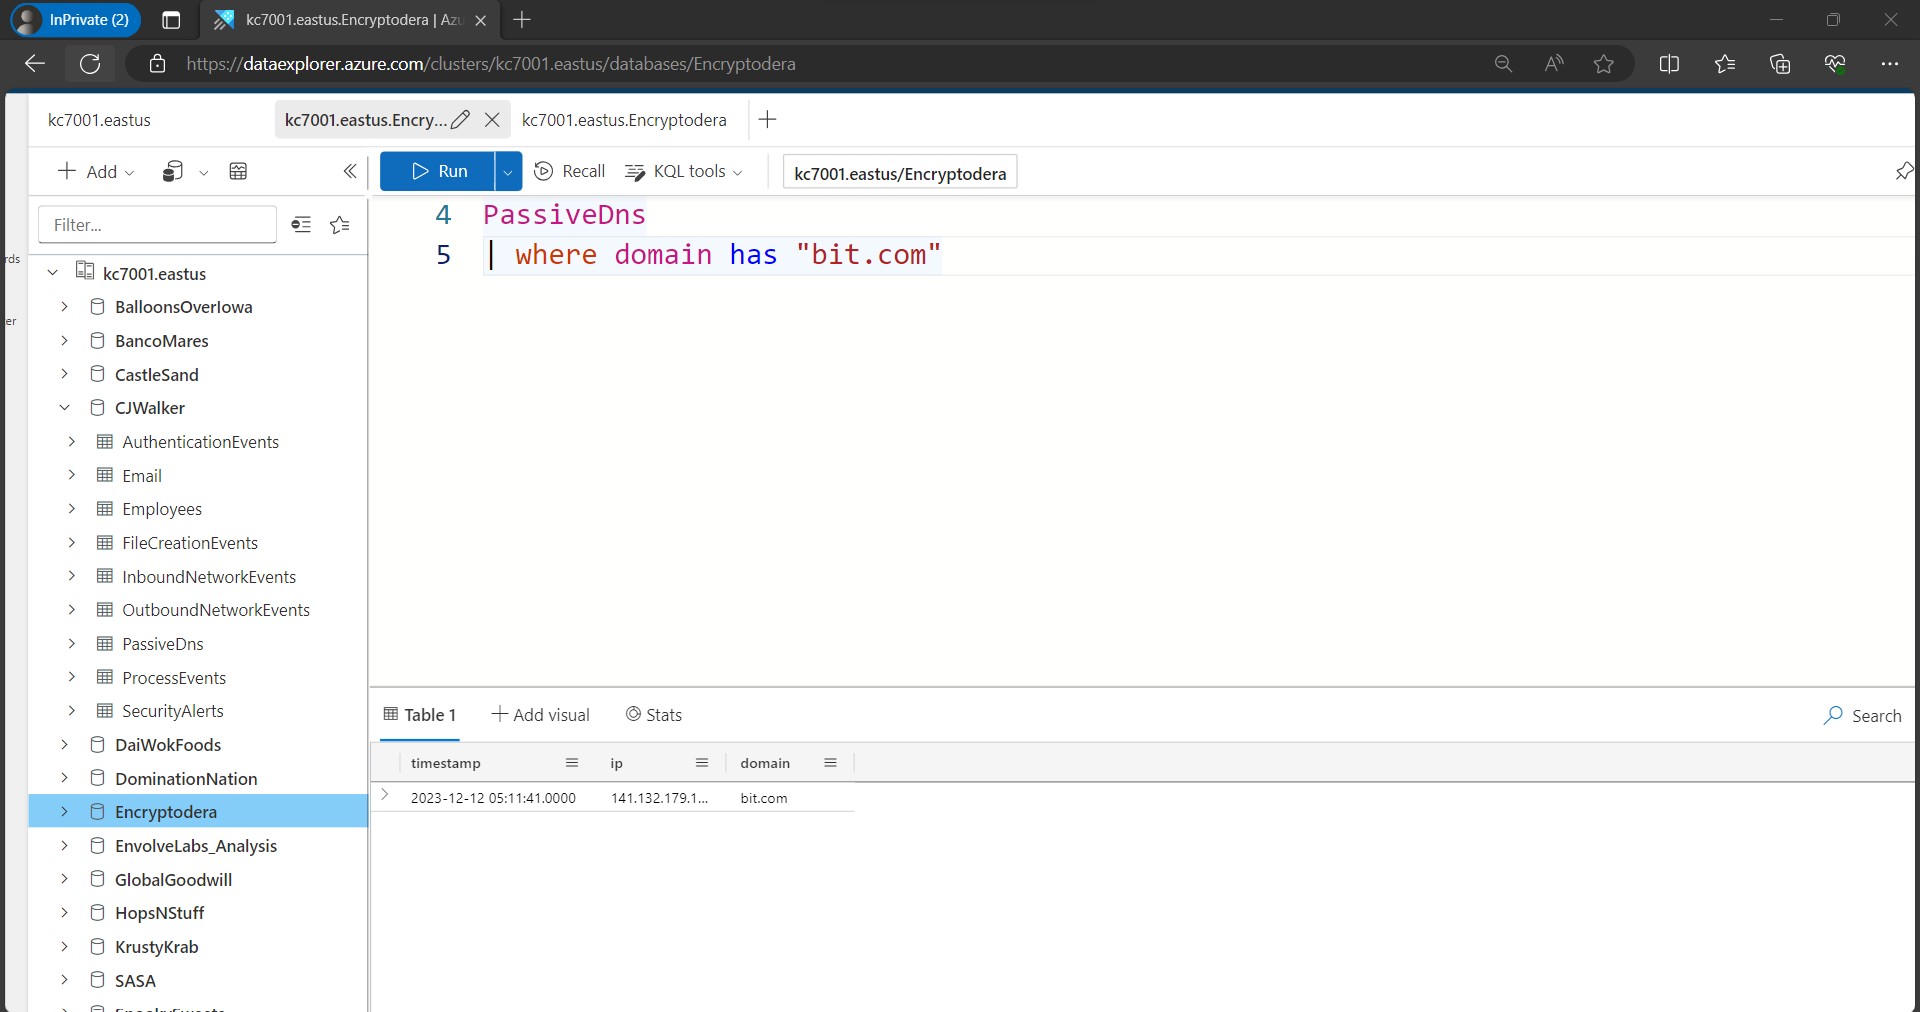 InPrivate (2)
kc7001.eastus.Encryptodera | Azu
https://dataexplorer.azure.com/clusters/kc7001.eastus/databases/Encryptodera
kc7001.eastus
kc7001.eastus.Encry...
kc7001.eastus.Encryptodera
Add
Run
Recall
KQL tools
kc7001.eastus/Encryptodera
Filter...
4 PassiveDns
5 | where domain has "bit.com"
rds
er
kc7001.eastus
BalloonsOverIowa
BancoMares
CastleSand
CJWalker
AuthenticationEvents
Email
Employees
FileCreationEvents
InboundNetworkEvents
OutboundNetworkEvents
PassiveDns
ProcessEvents
SecurityAlerts
DaiWokFoods
DominationNation
Encryptodera
EnvolveLabs_Analysis
GlobalGoodwill
HopsNStuff
KrustyKrab
SASA
Table 1
Add visual
Stats
Search
timestamp ip domain
2023-12-12 05:11:41.0000 141.132.179.1... bit.com